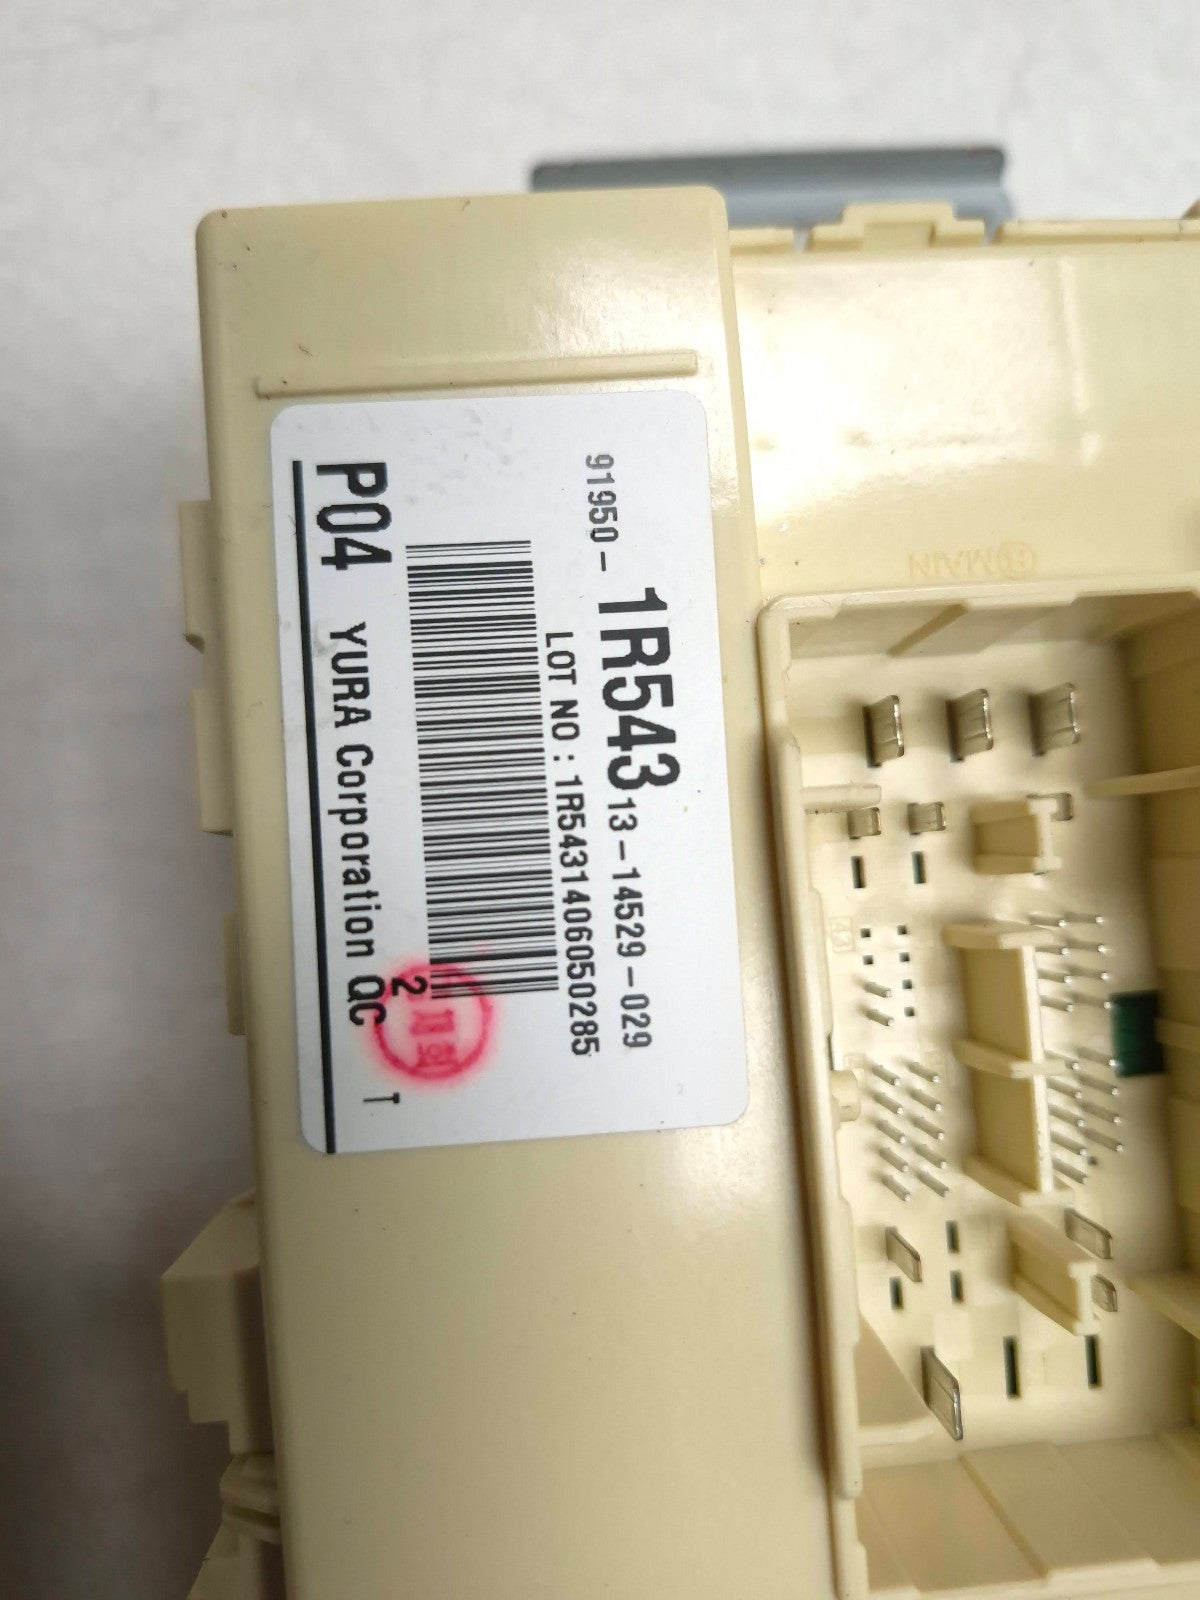 91950-1R543 13-14529-029
LOT NO : 1R5431406050285
2
P04 YURA Corporation QC T
MAIN